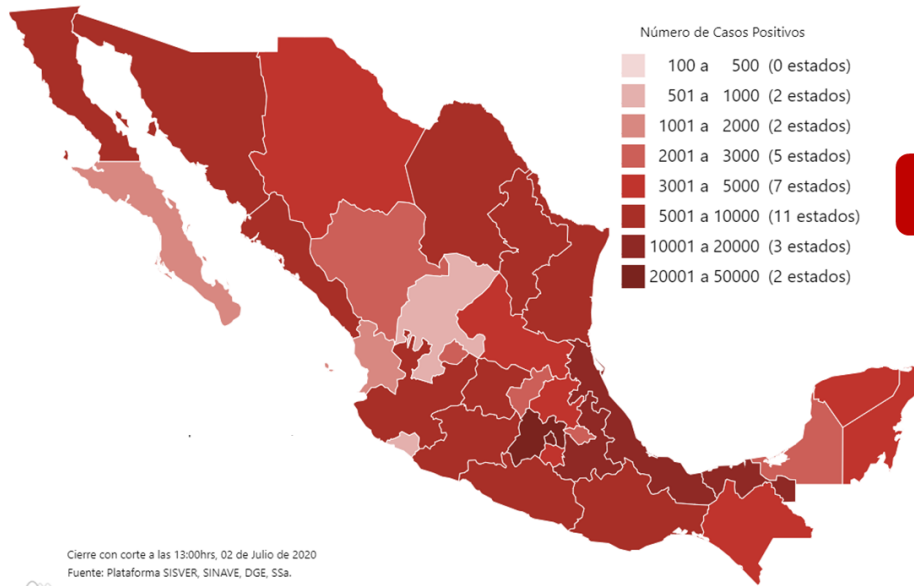 Número de Casos Positivos
100 a 500 (0 estados)
501 a 1000 (2 estados)
1001 a 2000 (2 estados)
2001 a 3000 (5 estados)
3001 a 5000 (7 estados)
5001 a 10000 (11 estados)
10001 a 20000 (3 estados)
20001 a 50000 (2 estados)
Cierre con corte a las 13:00hrs, 02 de Julio de 2020
Fuente: Plataforma SISVER, SINAVE, DGE, SSa.